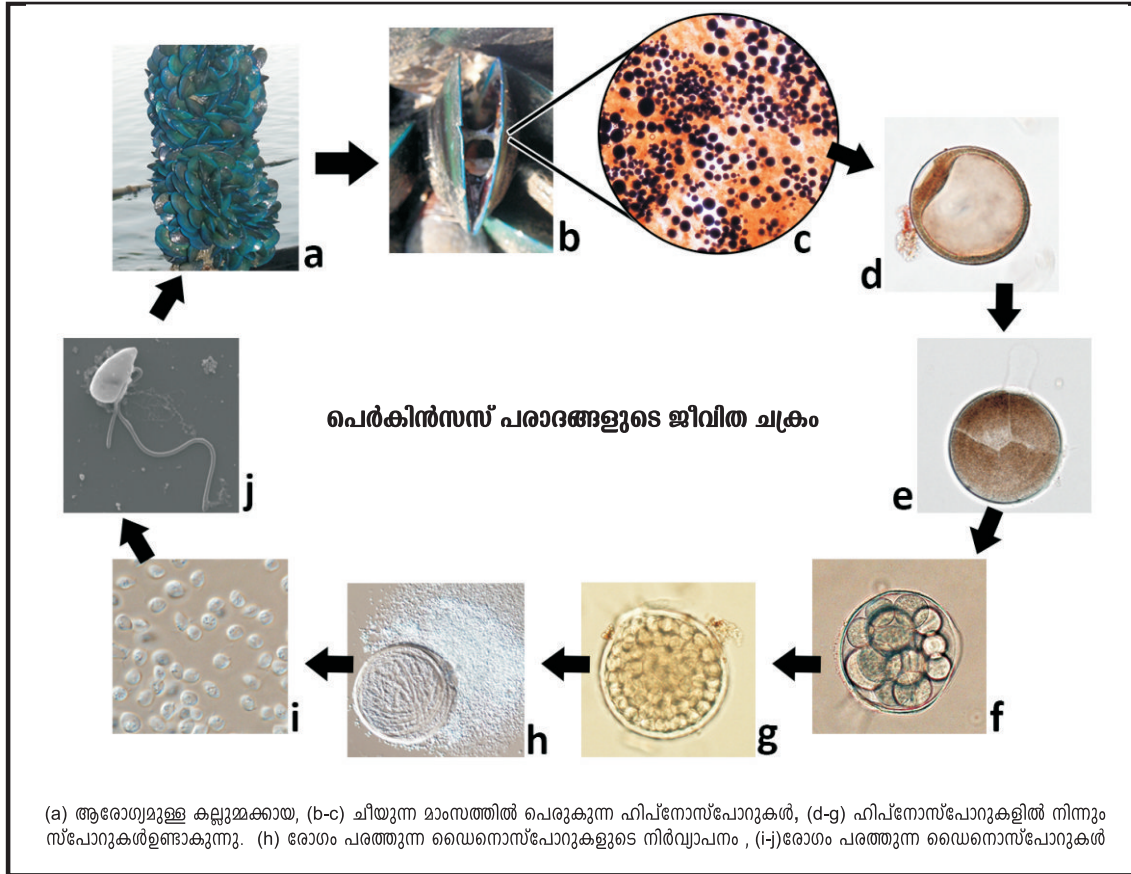 a
b
c
d
പെർകിൻസസ് പരാദങ്ങളുടെ ജീവിത ചക്രം
j
e
i
h
g
f
(a) ആരോഗ്യമുള്ള കല്ലുമ്മക്കായ, (b-c) ചീയുന്ന മാംസത്തിൽ പെരുകുന്ന ഹിപ്നോസ്പോറുകൾ, (d-g) ഹിപ്നോസ്പോറുകളിൽ നിന്നും
സ്പോറുകൾഉണ്ടാകുന്നു. (h) രോഗം പരത്തുന്ന ഡൈനൊസ്പോറുകളുടെ നിർവ്യാപനം , (i-j)രോഗം പരത്തുന്ന ഡൈനൊസ്പോറുകൾ